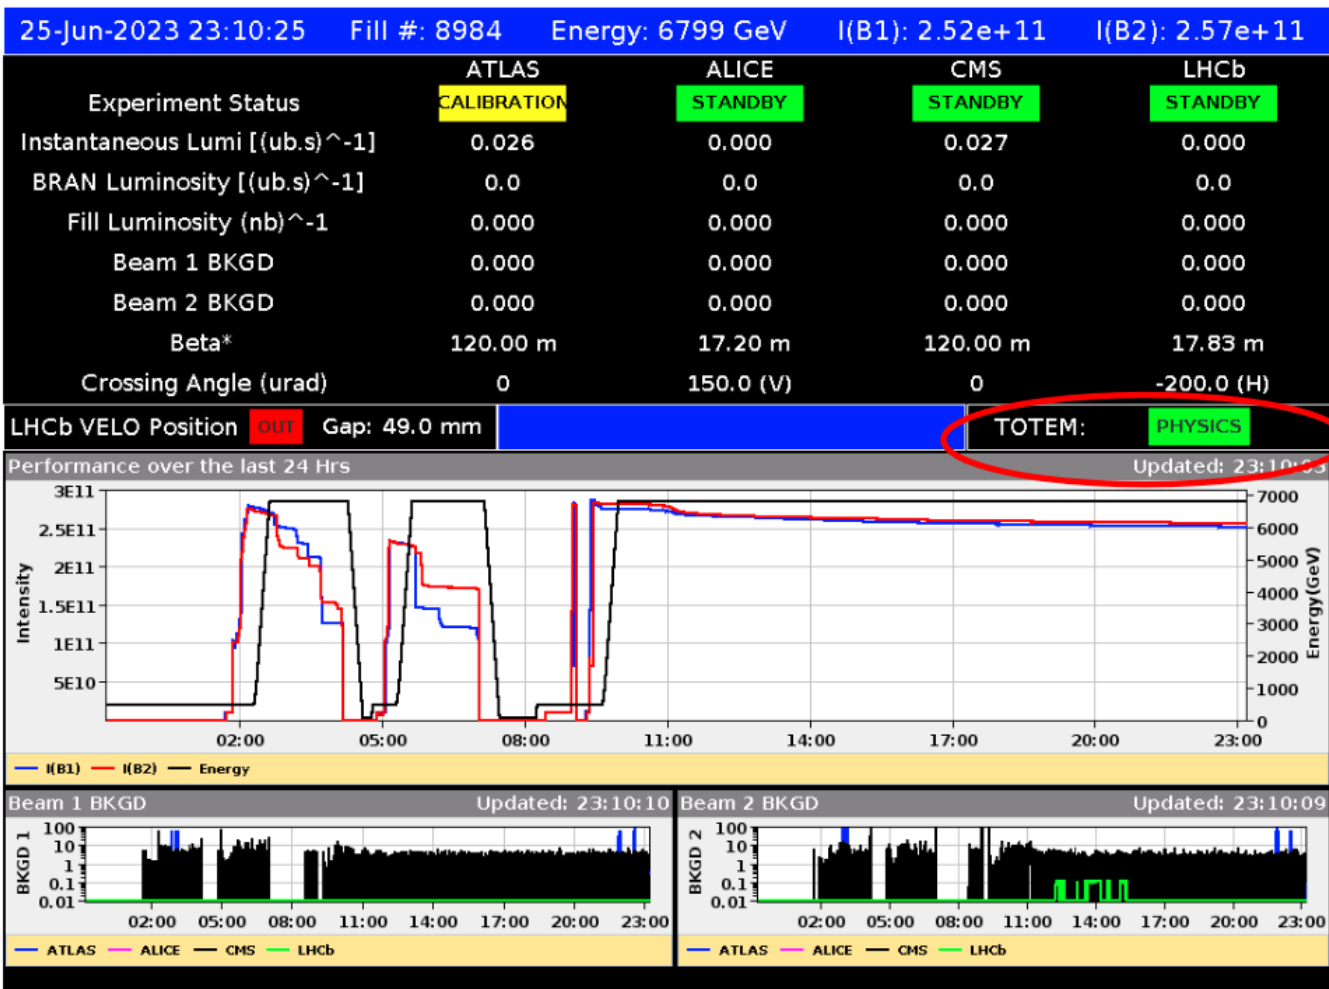 25-Jun-2023 23:10:25 Fill #: 8984 Energy: 6799 GeV I(B1): 2.52e+11 I(B2): 2.57e+11
ATLAS ALICE CMS LHCb
Experiment Status CALIBRATION STANDBY STANDBY STANDBY
Instantaneous Lumi [(ub.s)^-1] 0.026 0.000 0.027 0.000
BRAN Luminosity [(ub.s)^-1] 0.0 0.0 0.0 0.0
Fill Luminosity (nb)^-1 0.000 0.000 0.000 0.000
Beam 1 BKGD 0.000 0.000 0.000 0.000
Beam 2 BKGD 0.000 0.000 0.000 0.000
Beta* 120.00 m 17.20 m 120.00 m 17.83 m
Crossing Angle (urad) 0 150.0 (V) 0 -200.0 (H)
LHCb VELO Position OUT Gap: 49.0 mm TOTEM: PHYSICS
Performance over the last 24 Hrs Updated: 23:10:03
3E11
2.5E11
2E11
1.5E11
1E11
5E10
Intensity
7000
6000
5000
4000
3000
2000
1000
0
Energy(GeV)
02:00 05:00 08:00 11:00 14:00 17:00 20:00 23:00
I(B1) I(B2) Energy
Beam 1 BKGD Updated: 23:10:10
BKGD 1
100
10
1
0.1
0.01
02:00 05:00 08:00 11:00 14:00 17:00 20:00 23:00
ATLAS ALICE CMS LHCb
Beam 2 BKGD Updated: 23:10:09
BKGD 2
100
10
1
0.1
0.01
02:00 05:00 08:00 11:00 14:00 17:00 20:00 23:00
ATLAS ALICE CMS LHCb